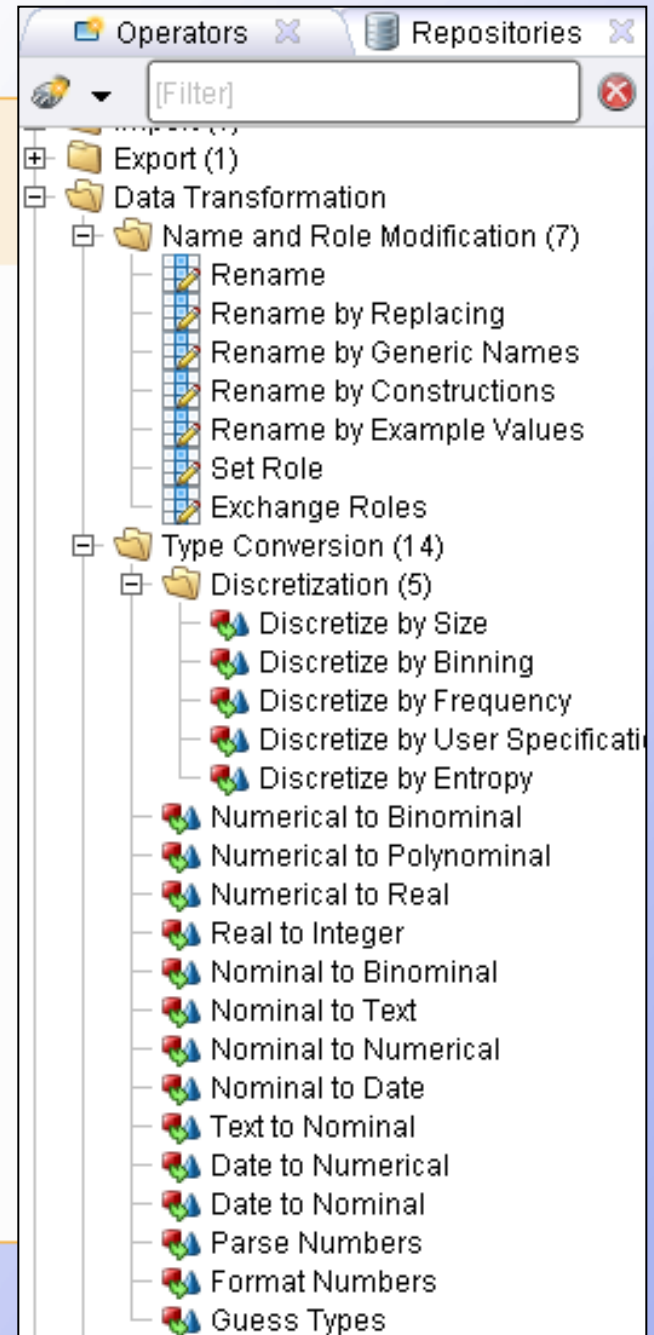 Operators Repositories
[Filter]
Export (1)
Data Transformation
Name and Role Modification (7)
Rename
Rename by Replacing
Rename by Generic Names
Rename by Constructions
Rename by Example Values
Set Role
Exchange Roles
Type Conversion (14)
Discretization (5)
Discretize by Size
Discretize by Binning
Discretize by Frequency
Discretize by User Specificati
Discretize by Entropy
Numerical to Binominal
Numerical to Polynominal
Numerical to Real
Real to Integer
Nominal to Binominal
Nominal to Text
Nominal to Numerical
Nominal to Date
Text to Nominal
Date to Numerical
Date to Nominal
Parse Numbers
Format Numbers
Guess Types